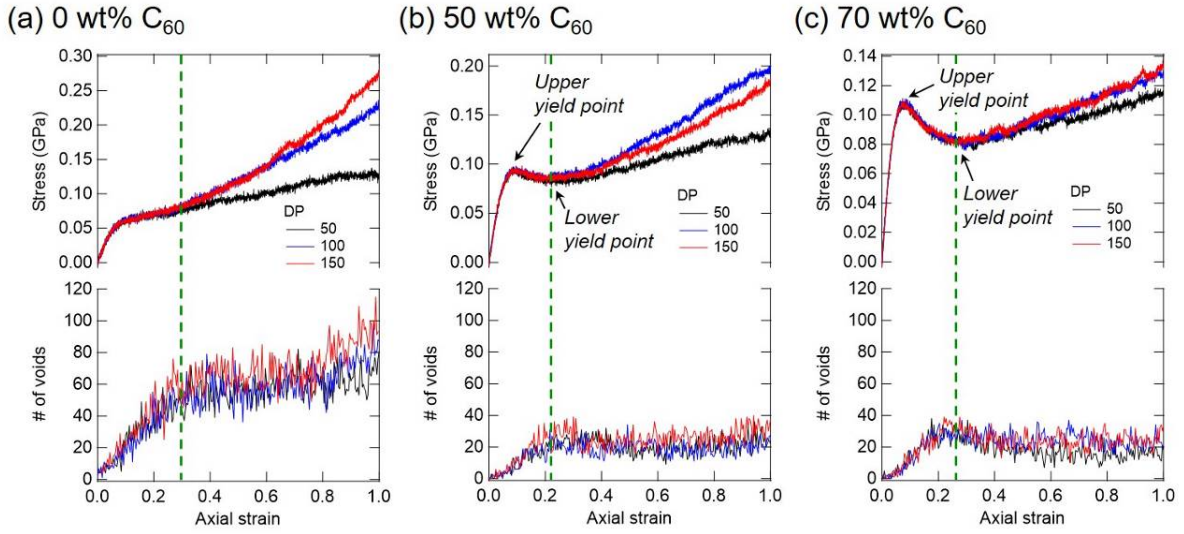 (a) 0 wt% C60
0.30
0.25
0.20
0.15
0.10
0.05
0.00
Stress (GPa)
DP
50
100
150
120
100
80
60
40
20
0
# of voids
0.0 0.2 0.4 0.6 0.8 1.0
Axial strain
(b) 50 wt% C60
0.20
0.15
0.10
0.05
0.00
Stress (GPa)
Upper
yield point
Lower
yield point
DP
50
100
150
120
100
80
60
40
20
0
# of voids
0.0 0.2 0.4 0.6 0.8 1.0
Axial strain
(c) 70 wt% C60
0.14
0.12
0.10
0.08
0.06
0.04
0.02
0.00
Stress (GPa)
Upper
yield point
Lower
yield point
DP
50
100
150
120
100
80
60
40
20
0
# of voids
0.0 0.2 0.4 0.6 0.8 1.0
Axial strain